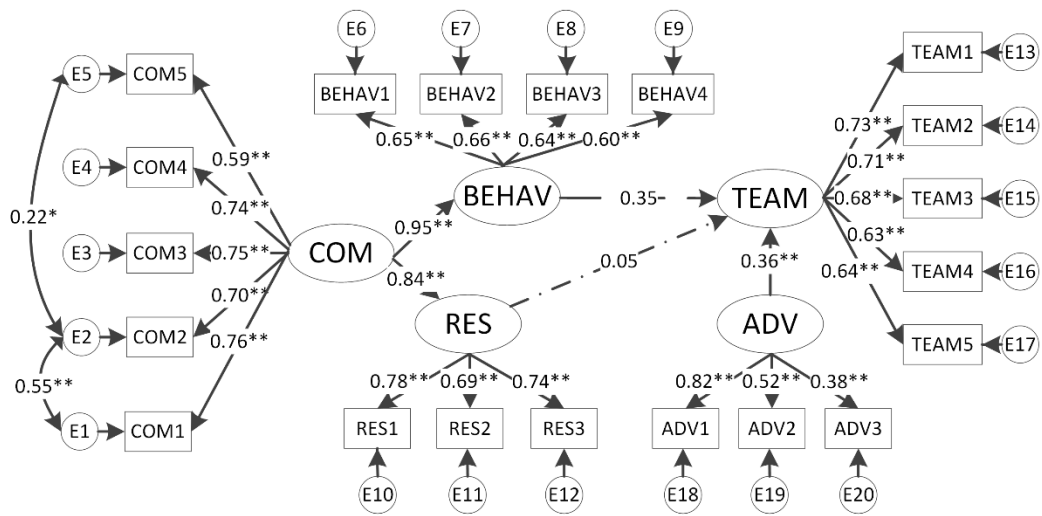 E6 E7 E8 E9
BEHAV1 BEHAV2 BEHAV3 BEHAV4
0.65** 0.66** 0.64** 0.60**
BEHAV
E5 COM5
E4 COM4
E3 COM3
E2 COM2
E1 COM1
0.22*
0.55**
0.59**
0.74**
0.75**
0.70**
0.76**
COM
0.95**
0.84**
0.35
0.05
0.36**
TEAM
0.73**
0.71**
0.68**
0.63**
0.64**
TEAM1 E13
TEAM2 E14
TEAM3 E15
TEAM4 E16
TEAM5 E17
RES
0.78** 0.69** 0.74**
RES1 RES2 RES3
E10 E11 E12
ADV
0.82** 0.52** 0.38**
ADV1 ADV2 ADV3
E18 E19 E20